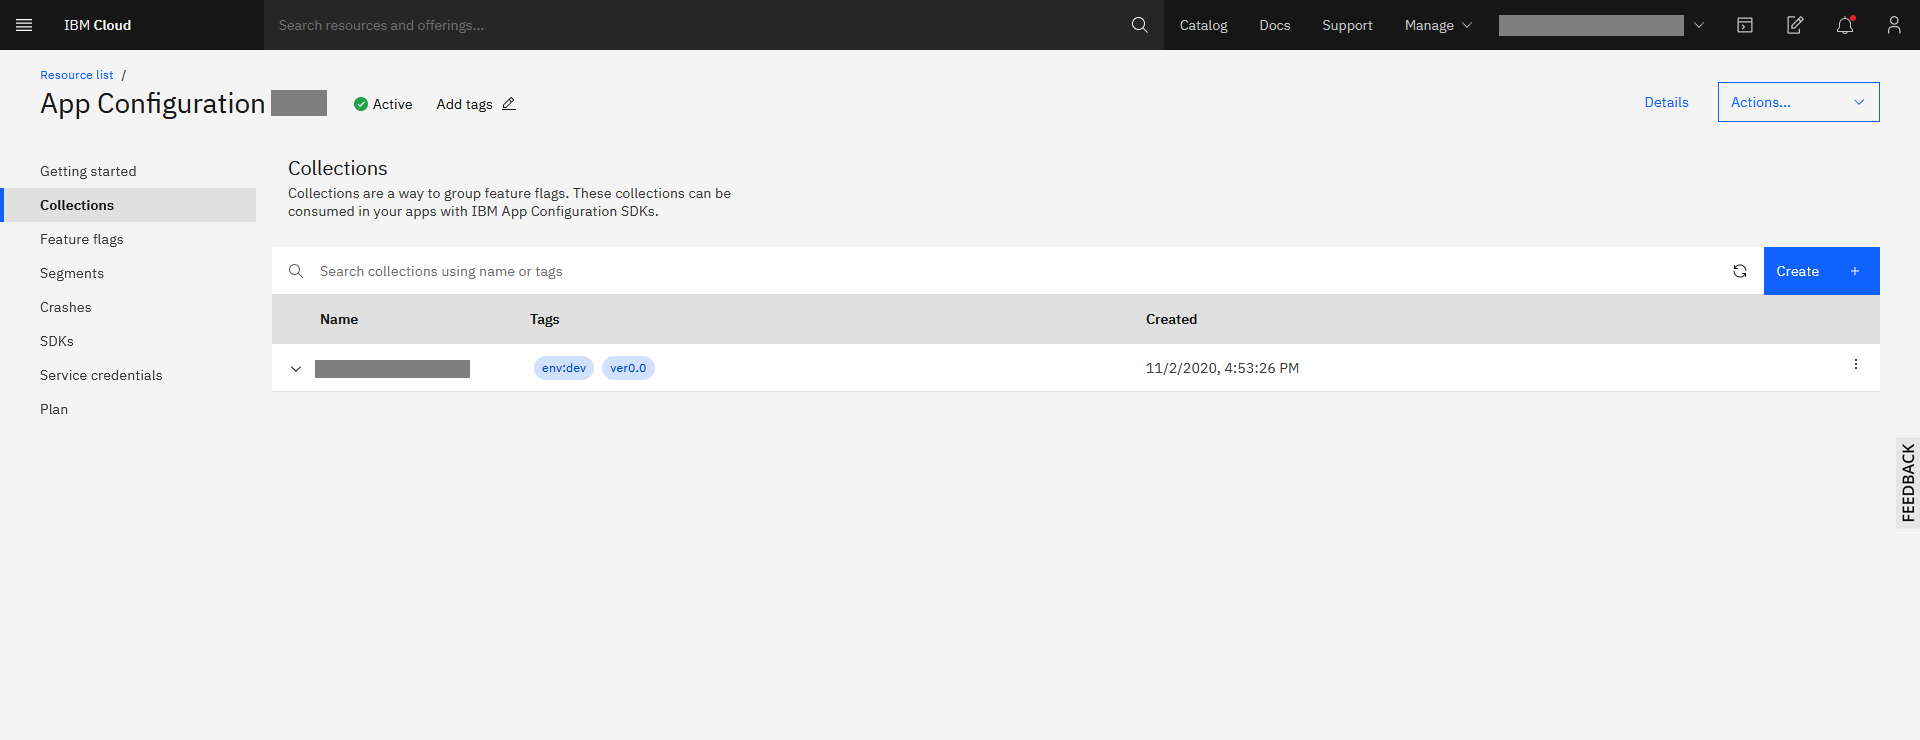 IBM Cloud
Search resources and offerings...
Catalog
Docs
Support
Manage
Resource list /
App Configuration
Active
Add tags
Details
Actions...
Getting started
Collections
Feature flags
Segments
Crashes
SDKs
Service credentials
Plan
Collections
Collections are a way to group feature flags. These collections can be
consumed in your apps with IBM App Configuration SDKs.
Search collections using name or tags
Create +
Name Tags Created
env:dev ver0.0 11/2/2020, 4:53:26 PM
FEEDBACK